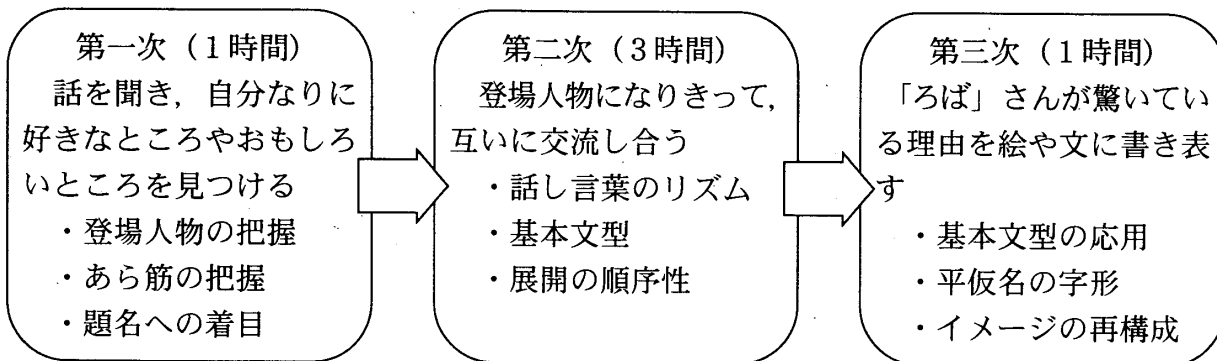 第一次（１時間）
話を聞き，自分なりに
好きなところやおもしろ
いところを見つける
・登場人物の把握
・あら筋の把握
・題名への着目
第二次（３時間）
登場人物になりきって，
互いに交流し合う
・話し言葉のリズム
・基本文型
・展開の順序性
第三次（１時間）
「ろば」さんが驚いてい
る理由を絵や文に書き表
す
・基本文型の応用
・平仮名の字形
・イメージの再構成